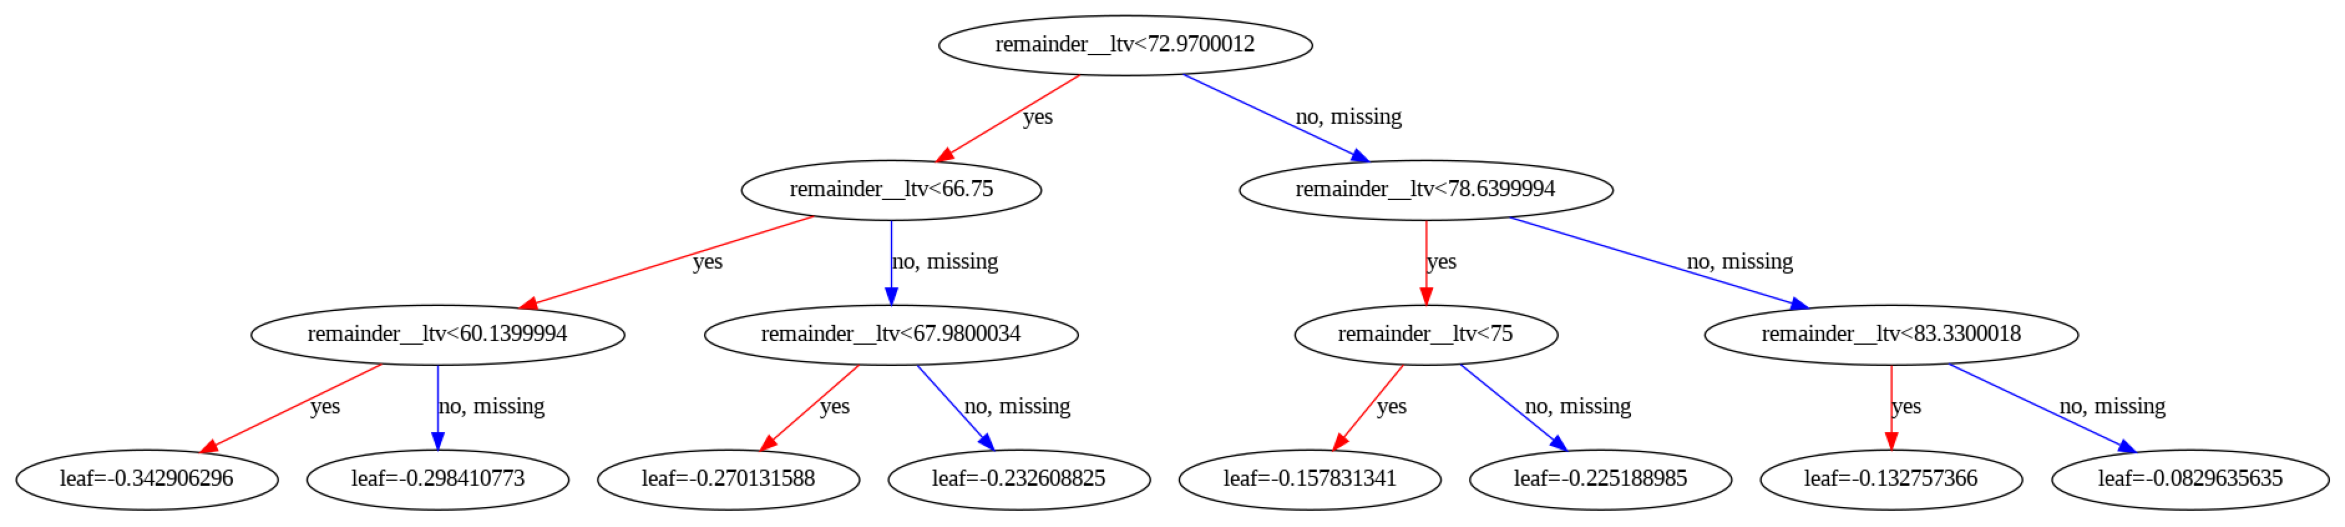 remainder__ltv<72.9700012
yes
no, missing
remainder__ltv<66.75
remainder__ltv<78.6399994
yes
no, missing
yes
no, missing
remainder__ltv<60.1399994
remainder__ltv<67.9800034
remainder__ltv<75
remainder__ltv<83.3300018
yes
no, missing
yes
no, missing
yes
no, missing
yes
no, missing
leaf=-0.342906296
leaf=-0.298410773
leaf=-0.270131588
leaf=-0.232608825
leaf=-0.157831341
leaf=-0.225188985
leaf=-0.132757366
leaf=-0.0829635635